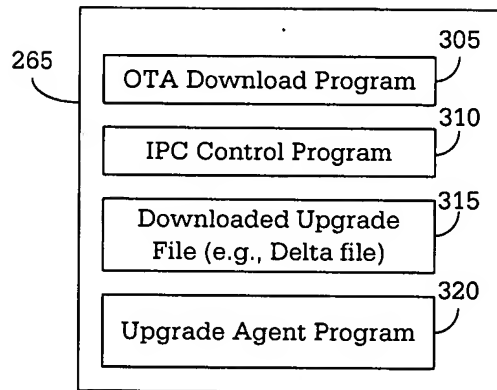 265
305
OTA Download Program
310
IPC Control Program
315
Downloaded Upgrade
File (e.g., Delta file)
320
Upgrade Agent Program